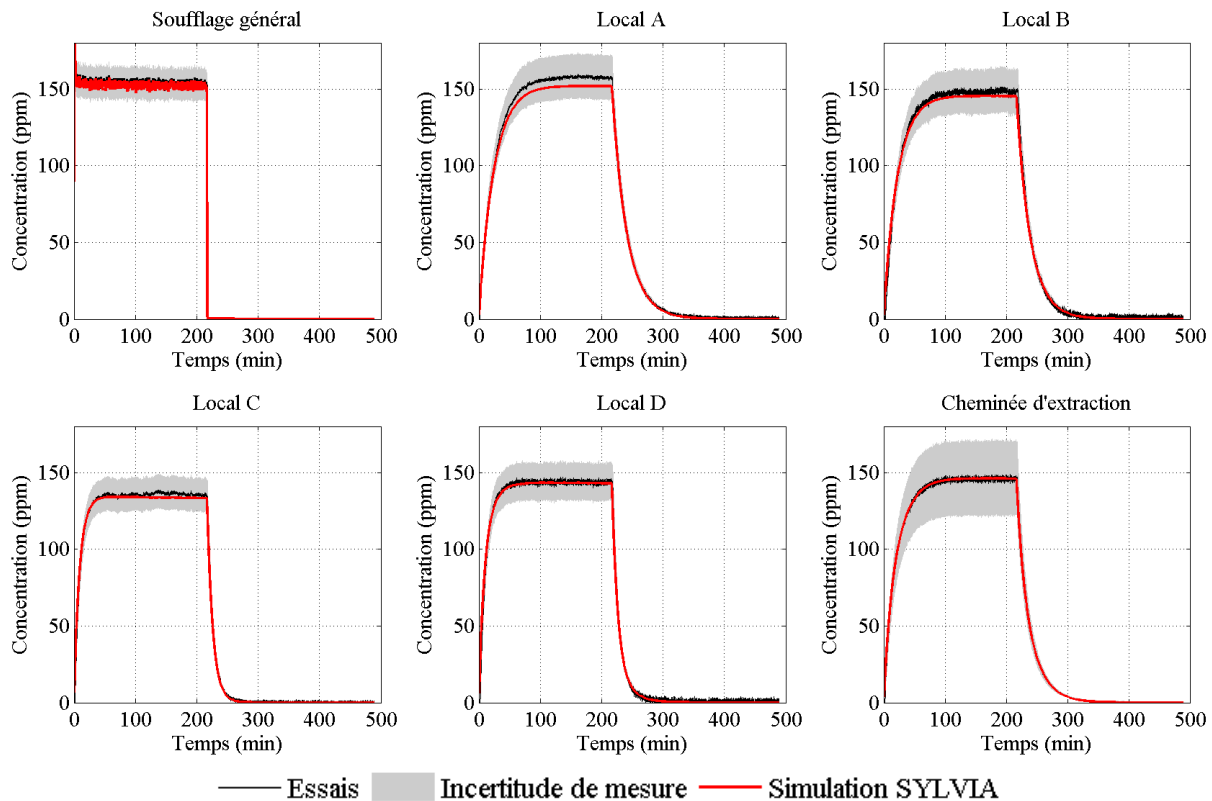 Soufflage général
Local A
Local B
Concentration (ppm)
150
100
50
0
0 100 200 300 400 500
Temps (min)
Concentration (ppm)
150
100
50
0
0 100 200 300 400 500
Temps (min)
Concentration (ppm)
150
100
50
0
0 100 200 300 400 500
Temps (min)
Local C
Local D
Cheminée d'extraction
Concentration (ppm)
150
100
50
0
0 100 200 300 400 500
Temps (min)
Concentration (ppm)
150
100
50
0
0 100 200 300 400 500
Temps (min)
Concentration (ppm)
150
100
50
0
0 100 200 300 400 500
Temps (min)
Essais Incertitude de mesure Simulation SYLVIA